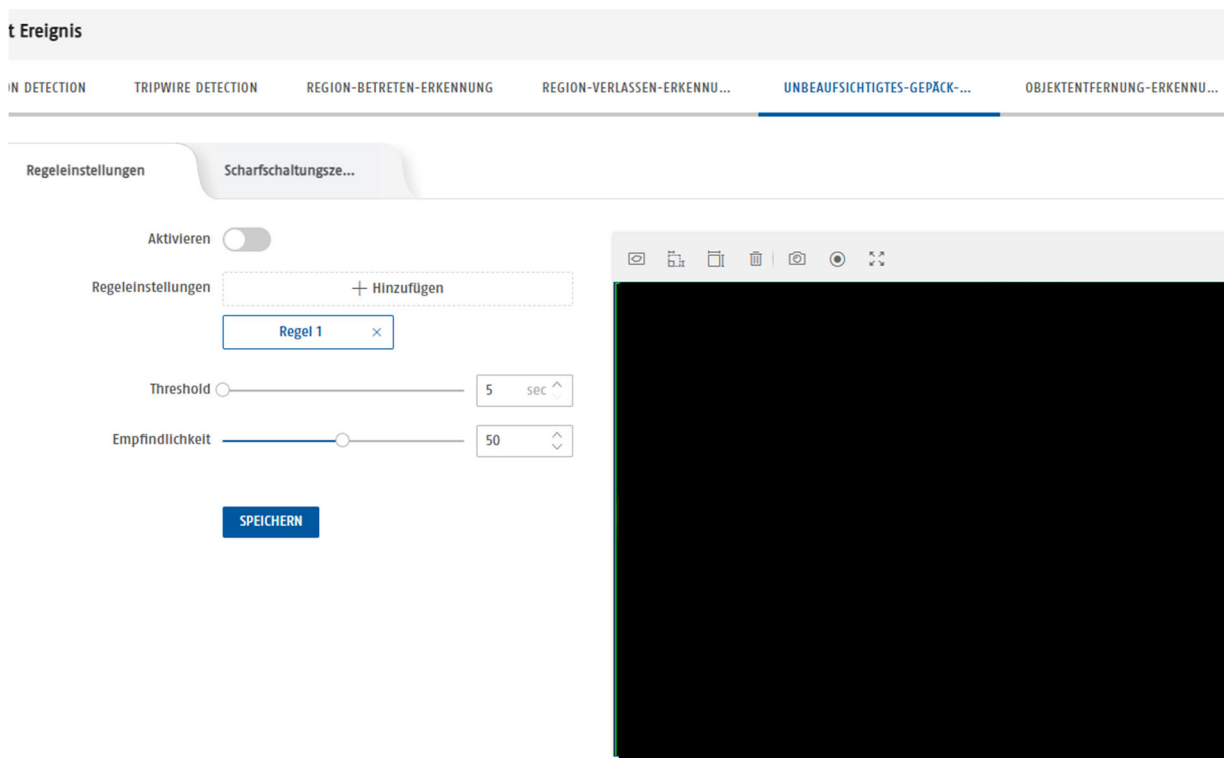 t Ereignis
ON DETECTION TRIPWIRE DETECTION REGION-BETRETEN-ERKENNUNG REGION-VERLASSEN-ERKENNU... UNBEAUFSICHTIGTES-GEPÄCK-... OBJEKTENTFERNUNG-ERKENNU...
Regeleinstellungen Scharfschaltungsze...
Aktivieren
Regeleinstellungen + Hinzufügen
Regel 1 ×
Threshold 5 sec
Empfindlichkeit 50
SPEICHERN